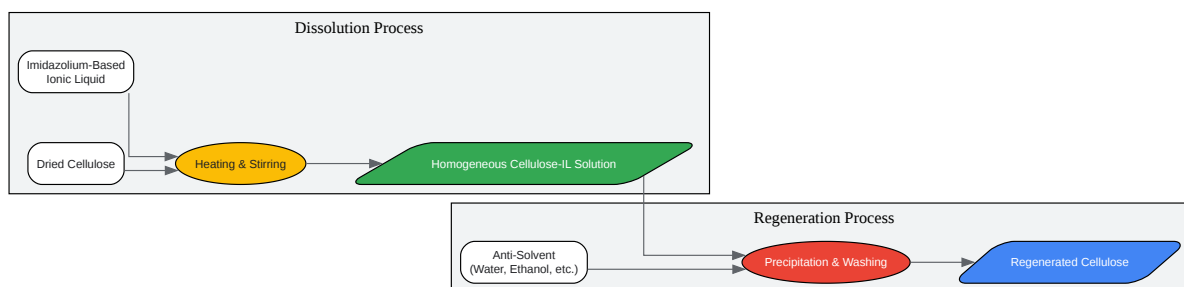 Dissolution Process
Imidazolium-Based
Ionic Liquid
Dried Cellulose
Heating & Stirring
Homogeneous Cellulose-IL Solution
Regeneration Process
Anti-Solvent
(Water, Ethanol, etc.)
Precipitation & Washing
Regenerated Cellulose